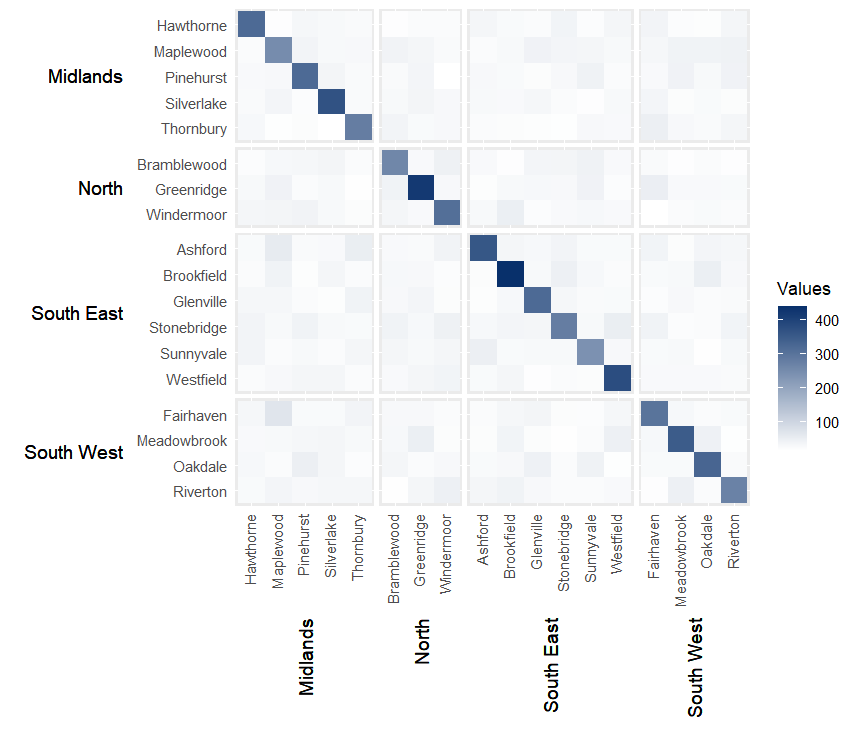 Midlands
Hawthorne
Maplewood
Pinehurst
Silverlake
Thornbury
North
Bramblewood
Greenridge
Windermoor
South East
Ashford
Brookfield
Glenville
Stonebridge
Sunnyvale
Westfield
South West
Fairhaven
Meadowbrook
Oakdale
Riverton
Hawthorne
Maplewood
Pinehurst
Silverlake
Thornbury
Bramblewood
Greenridge
Windermoor
Ashford
Brookfield
Glenville
Stonebridge
Sunnyvale
Westfield
Fairhaven
Meadowbrook
Oakdale
Riverton
Midlands
North
South East
South West
Values
400
300
200
100